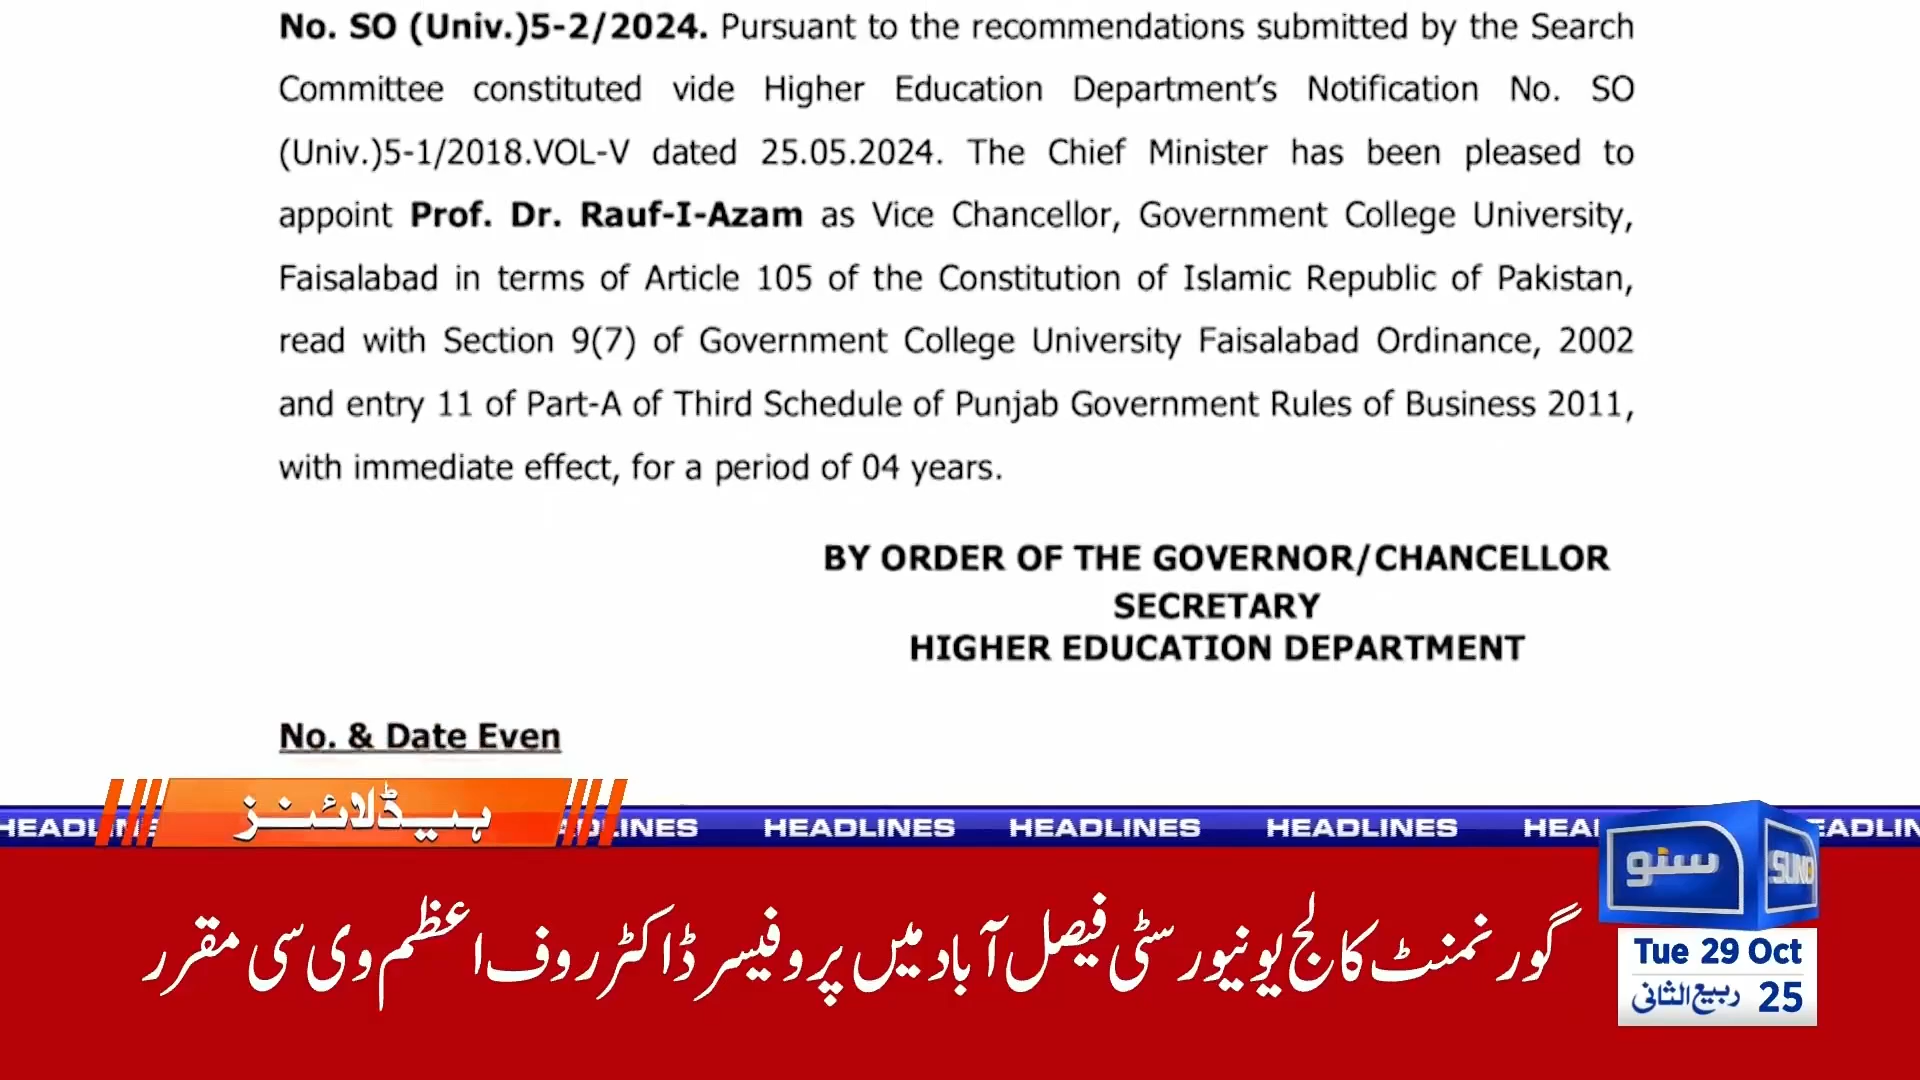 No. SO (Univ.)5-2/2024. Pursuant to the recommendations submitted by the Search
Committee constituted vide Higher Education Department’s Notification No. SO
(Univ.)5-1/2018.VOL-V dated 25.05.2024. The Chief Minister has been pleased to
appoint Prof. Dr. Rauf-I-Azam as Vice Chancellor, Government College University,
Faisalabad in terms of Article 105 of the Constitution of Islamic Republic of Pakistan,
read with Section 9(7) of Government College University Faisalabad Ordinance, 2002
and entry 11 of Part-A of Third Schedule of Punjab Government Rules of Business 2011,
with immediate effect, for a period of 04 years.
BY ORDER OF THE GOVERNOR/CHANCELLOR
SECRETARY
HIGHER EDUCATION DEPARTMENT
No. & Date Even
ہیڈلائنز
HEADLINES HEADLINES HEADLINES
سنو SUNO
گورنمنٹ کالج یونیورسٹی فیصل آباد میں پروفیسر ڈاکٹر روف اعظم وی سی مقرر
Tue 29 Oct
25 ربیع الثانی